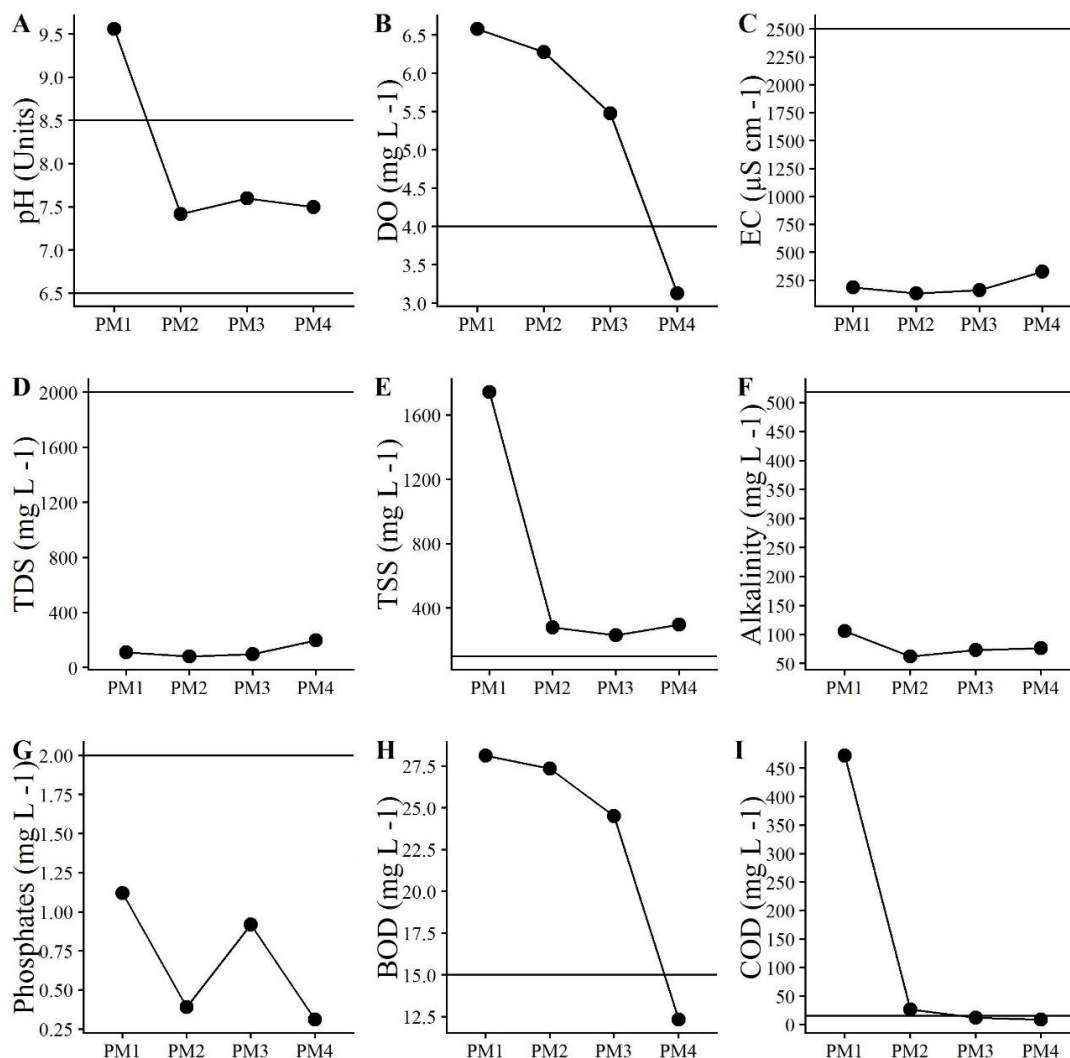 A
pH (Units)
9.5
9.0
8.5
8.0
7.5
7.0
6.5
PM1 PM2 PM3 PM4
B
DO (mg L -1)
6.5
6.0
5.5
5.0
4.5
4.0
3.5
3.0
PM1 PM2 PM3 PM4
C
EC (µS cm -1)
2500
2250
2000
1750
1500
1250
1000
750
500
250
PM1 PM2 PM3 PM4
D
TDS (mg L -1)
2000
1600
1200
800
400
0
PM1 PM2 PM3 PM4
E
TSS (mg L -1)
1600
1200
800
400
PM1 PM2 PM3 PM4
F
Alkalinity (mg L -1)
500
450
400
350
300
250
200
150
100
50
PM1 PM2 PM3 PM4
G
Phosphates (mg L -1)
2.00
1.75
1.50
1.25
1.00
0.75
0.50
0.25
PM1 PM2 PM3 PM4
H
BOD (mg L -1)
27.5
25.0
22.5
20.0
17.5
15.0
12.5
PM1 PM2 PM3 PM4
I
COD (mg L -1)
450
400
350
300
250
200
150
100
50
0
PM1 PM2 PM3 PM4